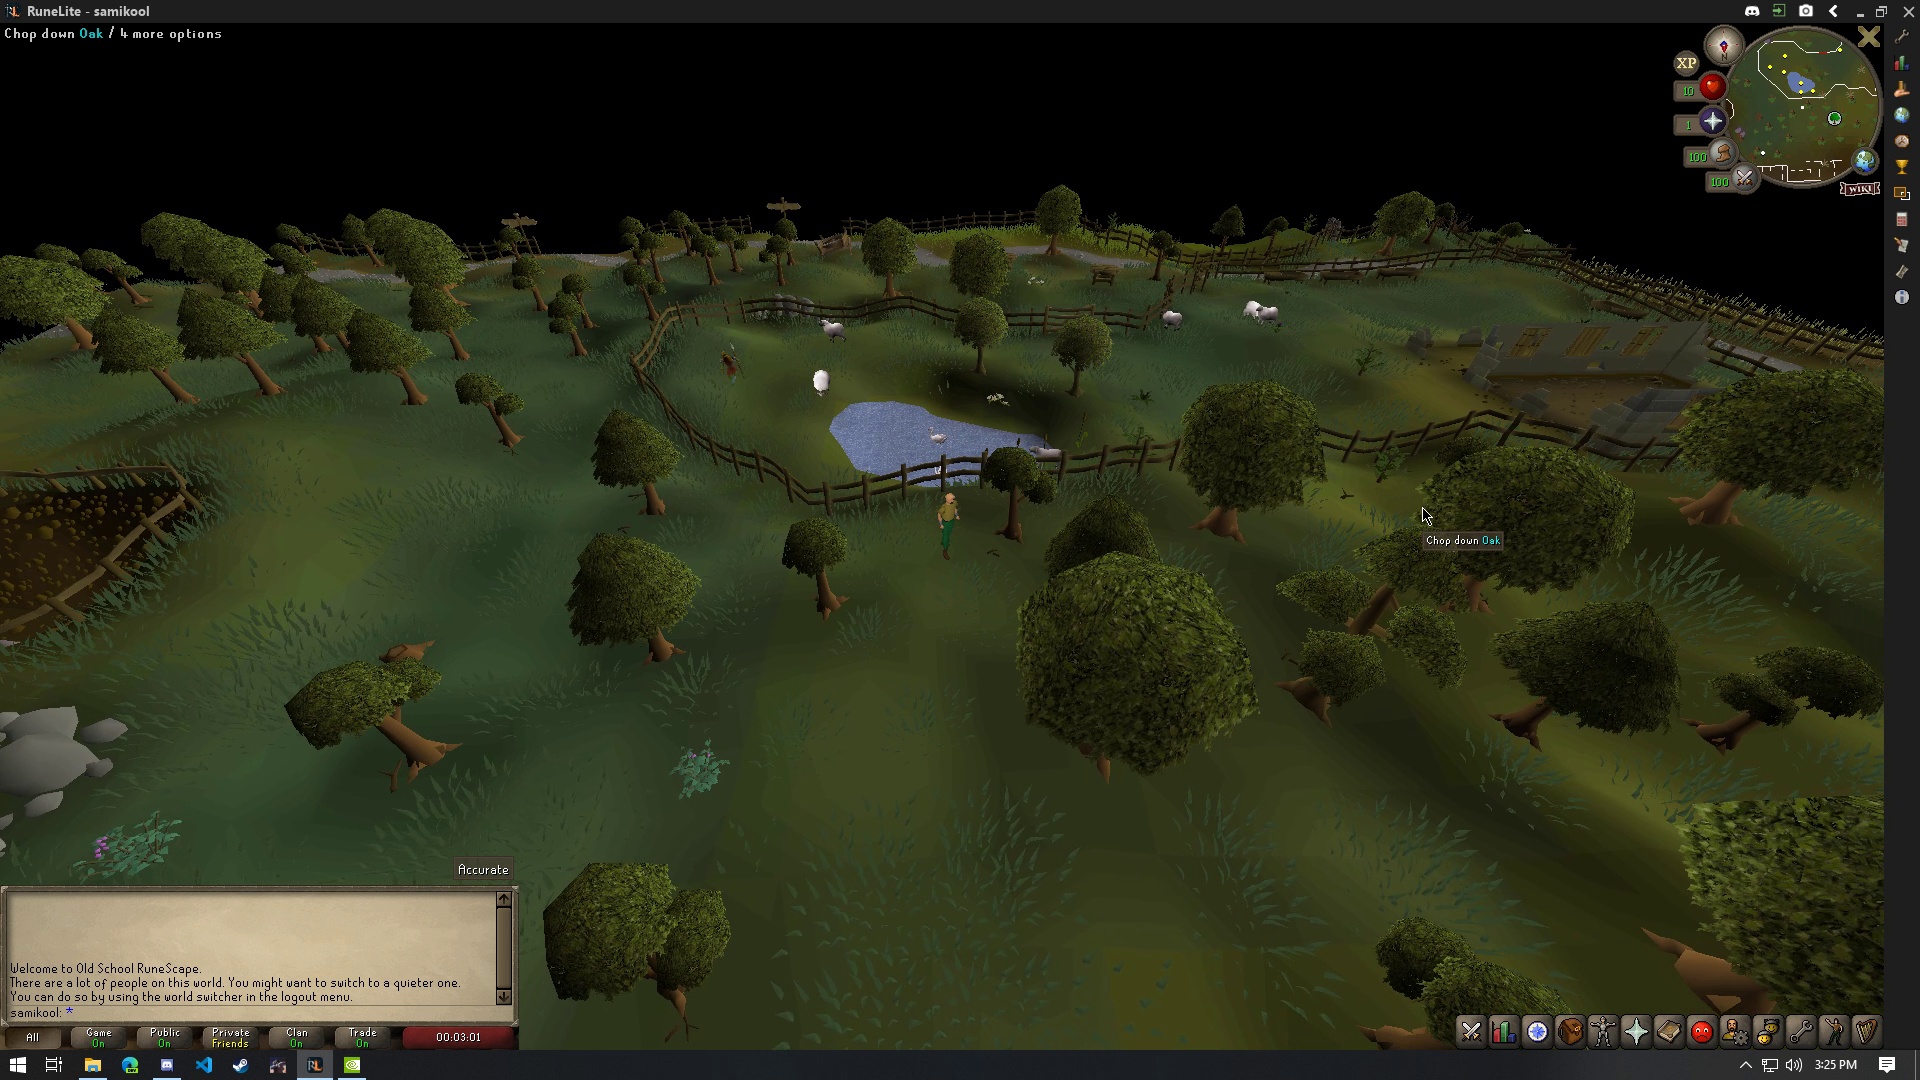 RuneLite - samikool
Chop down Oak / 4 more options
XP
10
1
100
100
WIKI
N
Chop down Oak
Accurate
Welcome to Old School RuneScape.
There are a lot of people on this world. You might want to switch to a quieter one.
You can do so by using the world switcher in the logout menu.
samikool: *
All
Game
On
Public
On
Private
Friends
Clan
On
Trade
On
00:03:01
3:25 PM